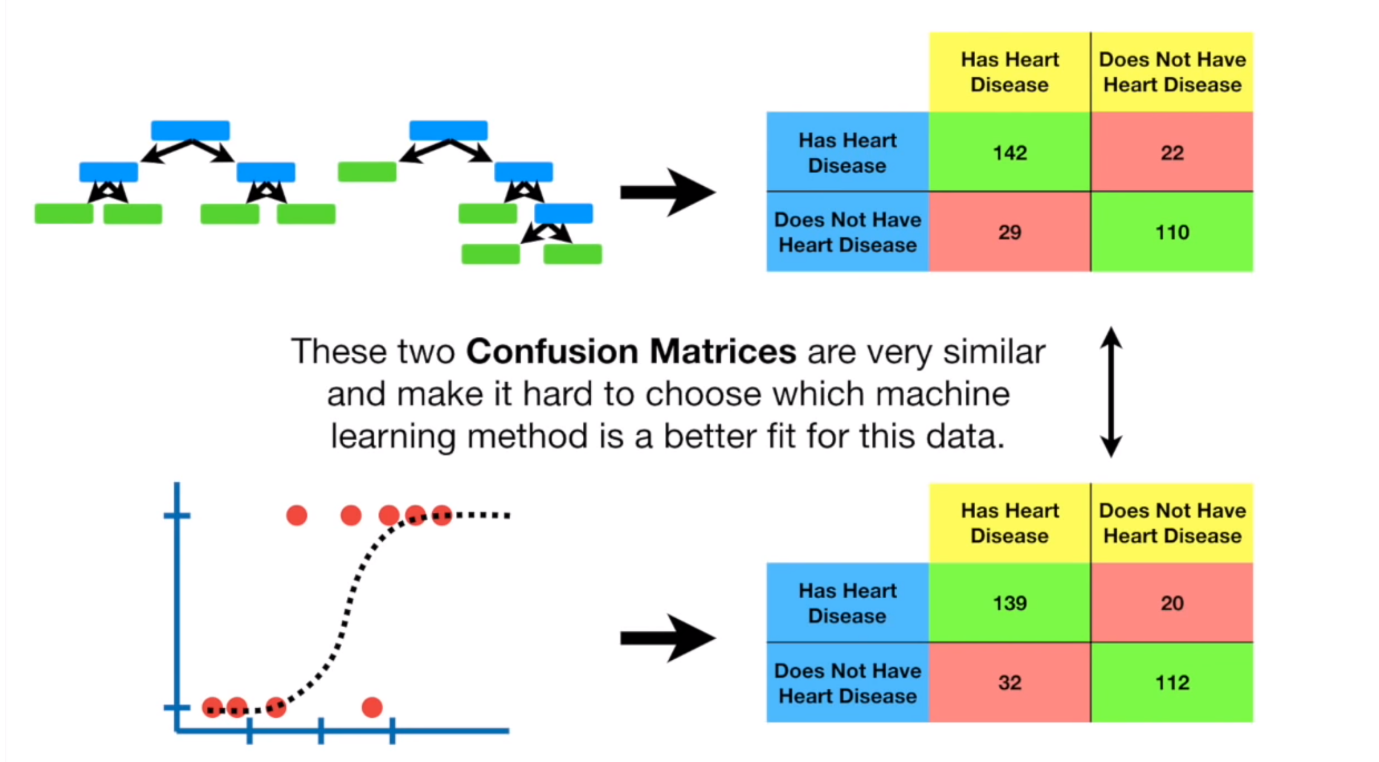 Has Heart
Disease
Does Not Have
Heart Disease
Has Heart
Disease
142
22
Does Not Have
Heart Disease
29
110
These two Confusion Matrices are very similar
and make it hard to choose which machine
learning method is a better fit for this data.
Has Heart
Disease
Does Not Have
Heart Disease
Has Heart
Disease
139
20
Does Not Have
Heart Disease
32
112